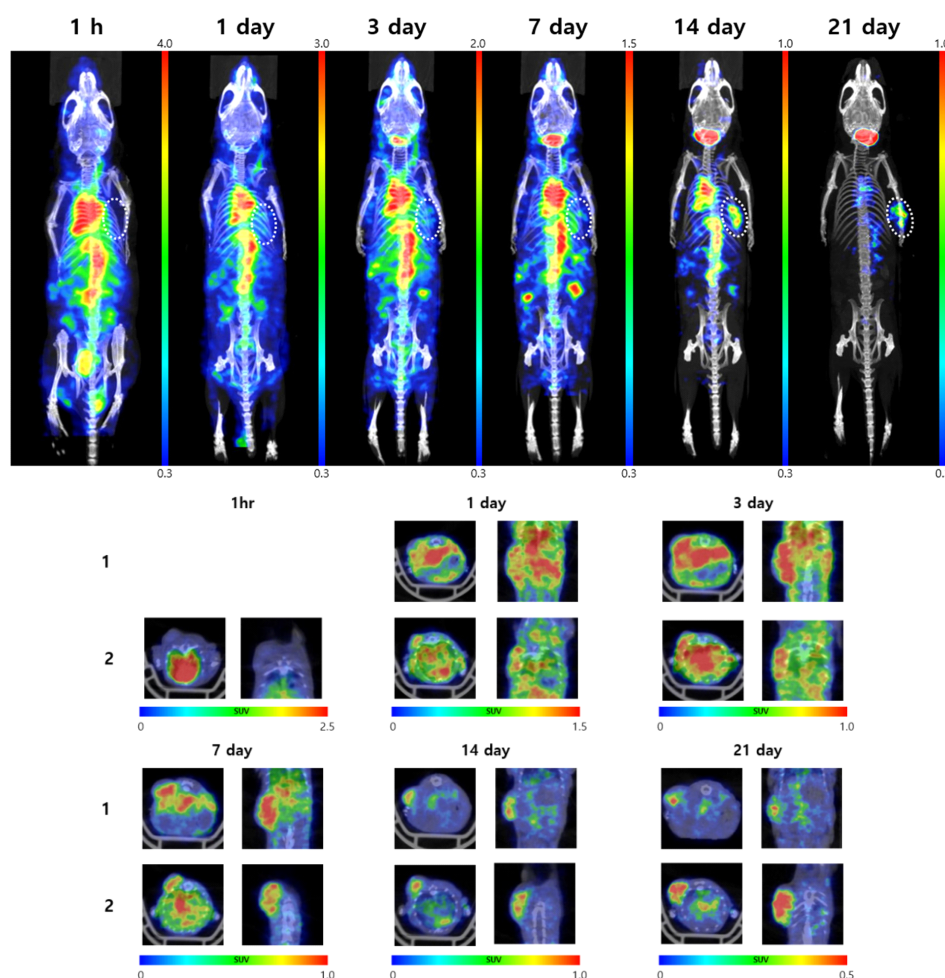 1 h 1 day 3 day 7 day 14 day 21 day
4.0 3.0 2.0 1.5 1.0
0.3 0.3 0.3 0.3 0.3
1hr 1 day 3 day
1
2
SUV SUV SUV
0 2.5 0 1.5 0 1.0
7 day 14 day 21 day
1
2
SUV SUV SUV
0 1.0 0 1.0 0 0.5